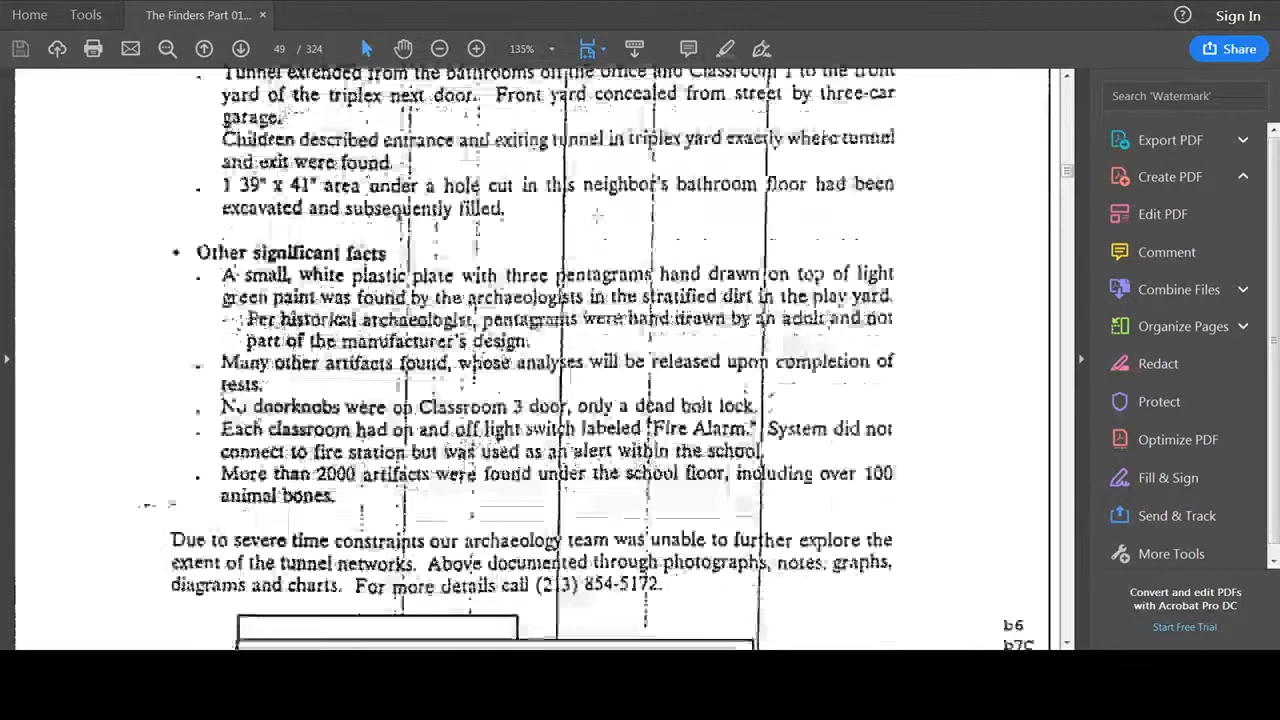 Home Tools The Finders Part 01... × Sign In
49 / 324 135% Share
Tunnel extended from the bathrooms off the office and Classroom 1 to the front
yard of the triplex next door. Front yard concealed from street by three-car
garage.
Children described entrance and exiting tunnel in triplex yard exactly where tunnel
and exit were found.
. 1 39" x 41" area under a hole cut in this neighbor's bathroom floor had been
excavated and subsequently filled.
• Other significant facts
. A small, white plastic plate with three pentagrams hand drawn on top of light
green paint was found by the archaeologists in the stratified dirt in the play yard.
- Per historical archaeologist, pentagrams were hand drawn by an adult and not
part of the manufacturer's design.
. Many other artifacts found, whose analyses will be released upon completion of
tests.
. No doorknobs were on Classroom 3 door, only a dead bolt lock.
. Each classroom had on and off light switch labeled "Fire Alarm." System did not
connect to fire station but was used as an alert within the school.
. More than 2000 artifacts were found under the school floor, including over 100
animal bones.
Due to severe time constraints our archaeology team was unable to further explore the
extent of the tunnel networks. Above documented through photographs, notes, graphs,
diagrams and charts. For more details call (213) 854-5172.
b6
b7C
Search 'Watermark'
Export PDF
Create PDF
Edit PDF
Comment
Combine Files
Organize Pages
Redact
Protect
Optimize PDF
Fill & Sign
Send & Track
More Tools
Convert and edit PDFs
with Acrobat Pro DC
Start Free Trial